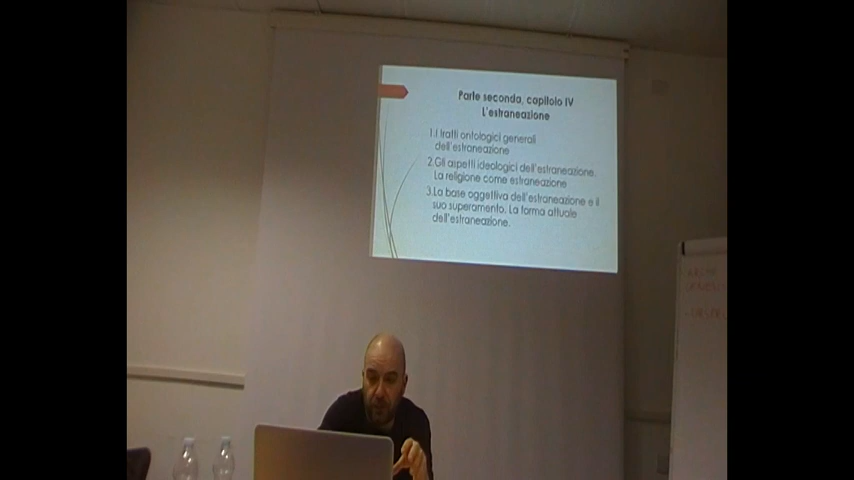 Parte seconda, capitolo IV
L'estraneazione
1.I tratti ontologici generali
dell'estraneazione
2.Gli aspetti ideologici dell'estraneazione.
La religione come estraneazione
3.La base oggettiva dell'estraneazione e il
suo superamento. La forma attuale
dell'estraneazione.